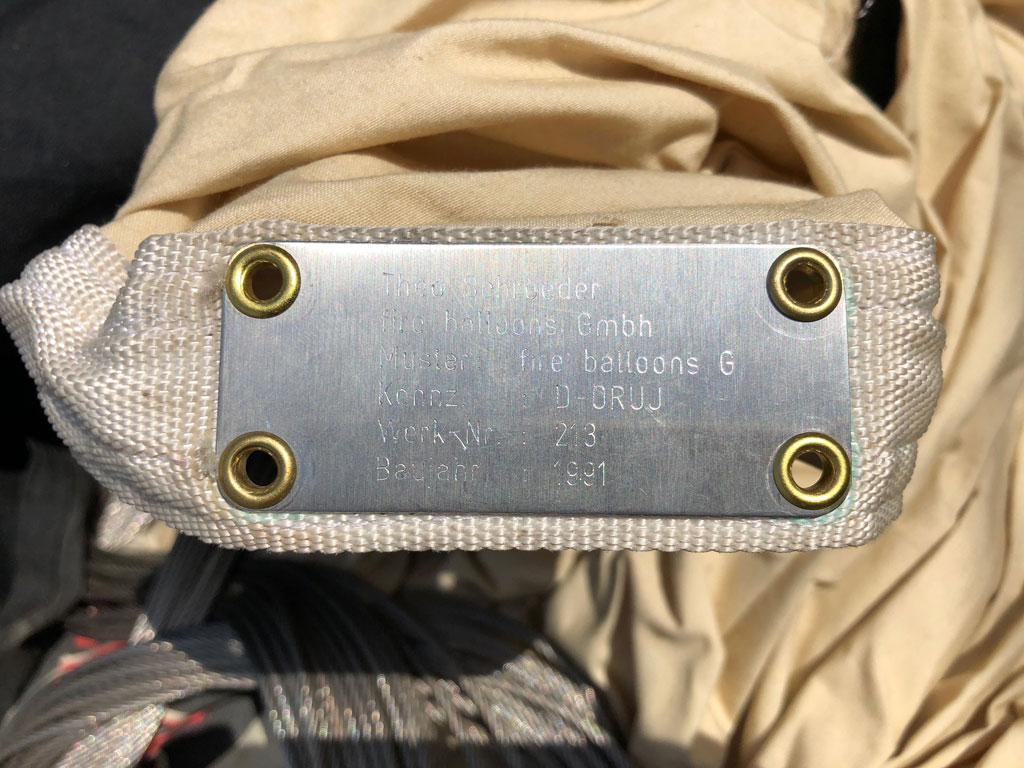 Theo Schroeder
fire balloons Gmbh
Muster : fire balloons G
Kennz. : D-ORUJ
Werk-Nr. : 213
Baujahr : 1991